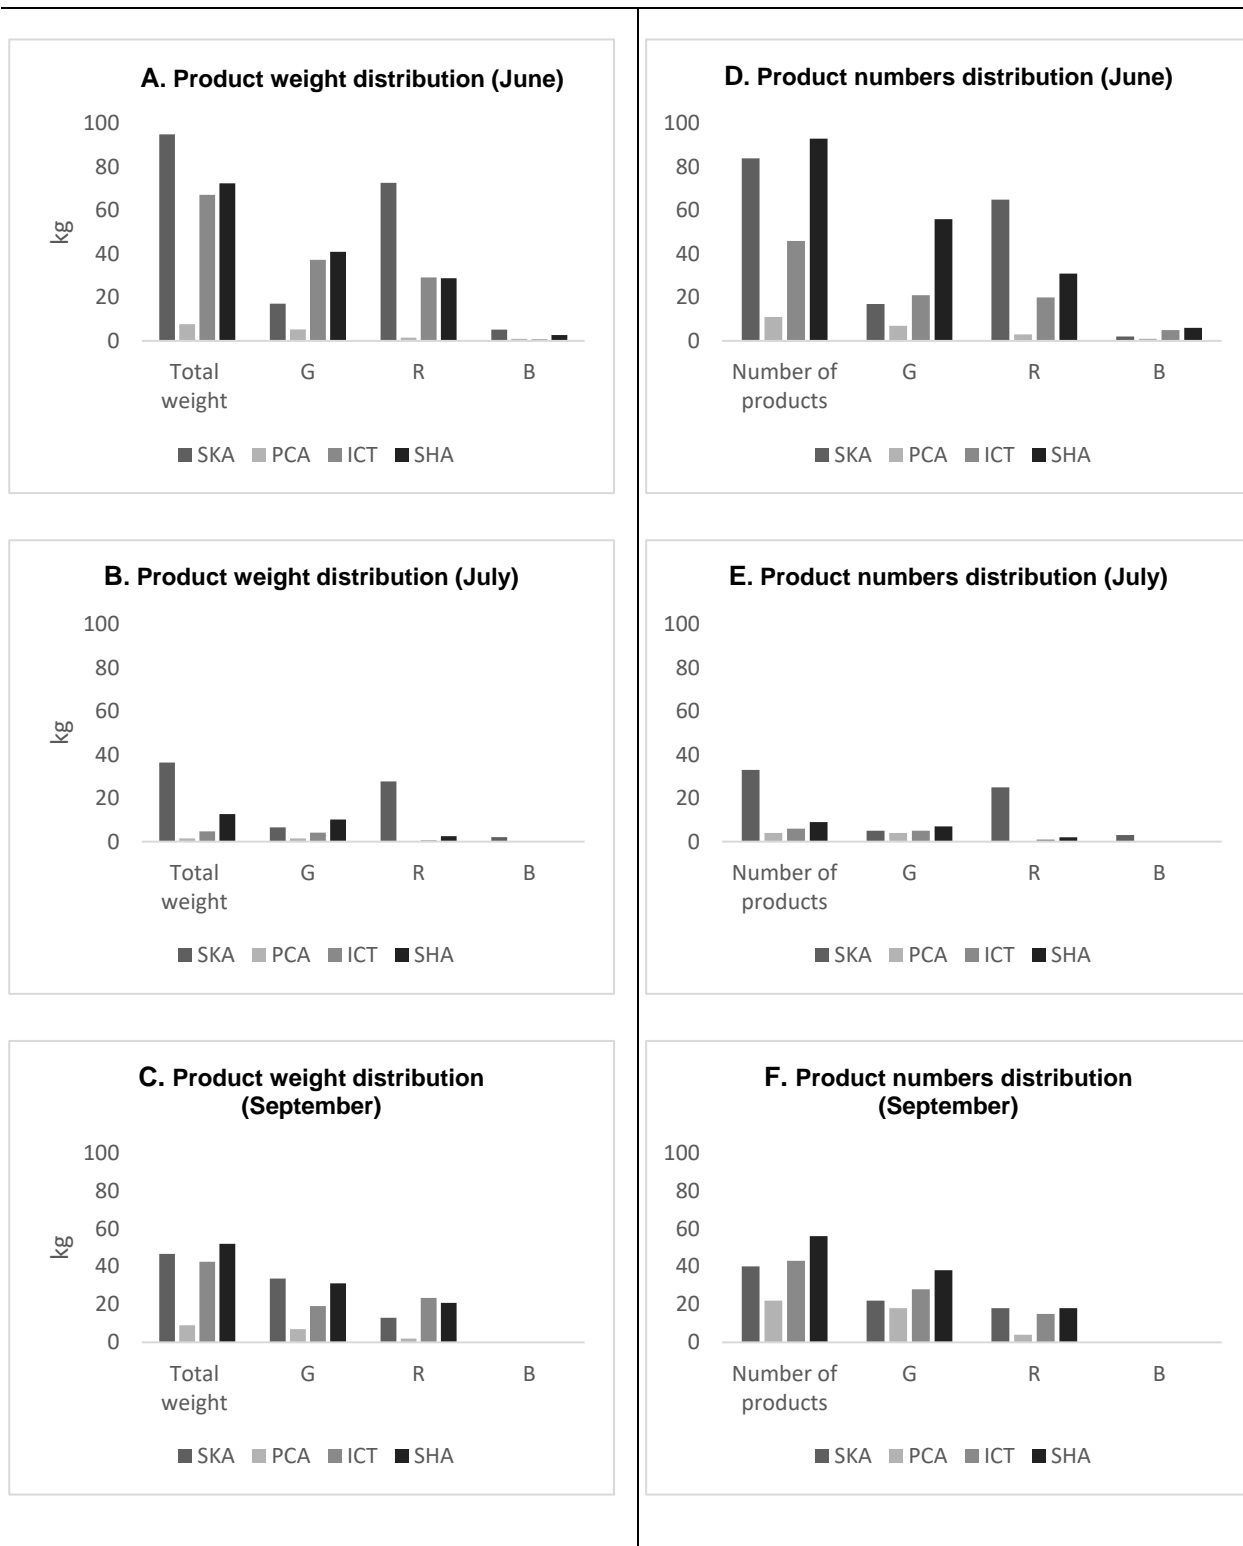 A. Product weight distribution (June)
100
80
60
40
20
0
kg
Total
weight
G
R
B
SKA PCA ICT SHA
D. Product numbers distribution (June)
100
80
60
40
20
0
Number of
products
G
R
B
SKA PCA ICT SHA
B. Product weight distribution (July)
100
80
60
40
20
0
kg
Total
weight
G
R
B
SKA PCA ICT SHA
E. Product numbers distribution (July)
100
80
60
40
20
0
Number of
products
G
R
B
SKA PCA ICT SHA
C. Product weight distribution
(September)
100
80
60
40
20
0
kg
Total
weight
G
R
B
SKA PCA ICT SHA
F. Product numbers distribution
(September)
100
80
60
40
20
0
Number of
products
G
R
B
SKA PCA ICT SHA